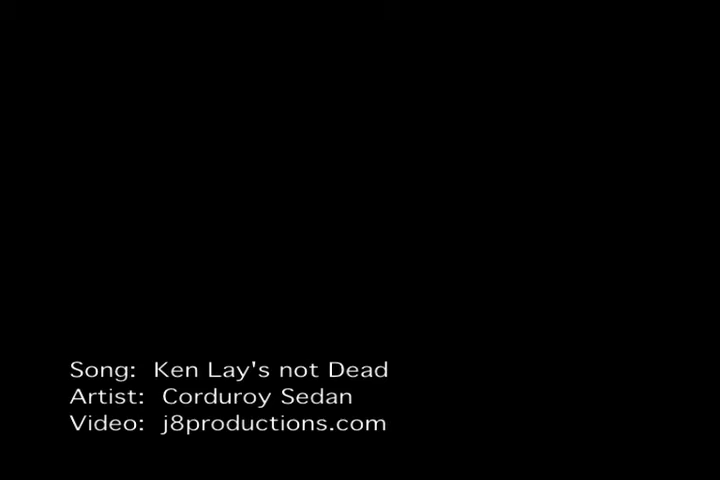 Song: Ken Lay's not Dead
Artist: Corduroy Sedan
Video: j8productions.com